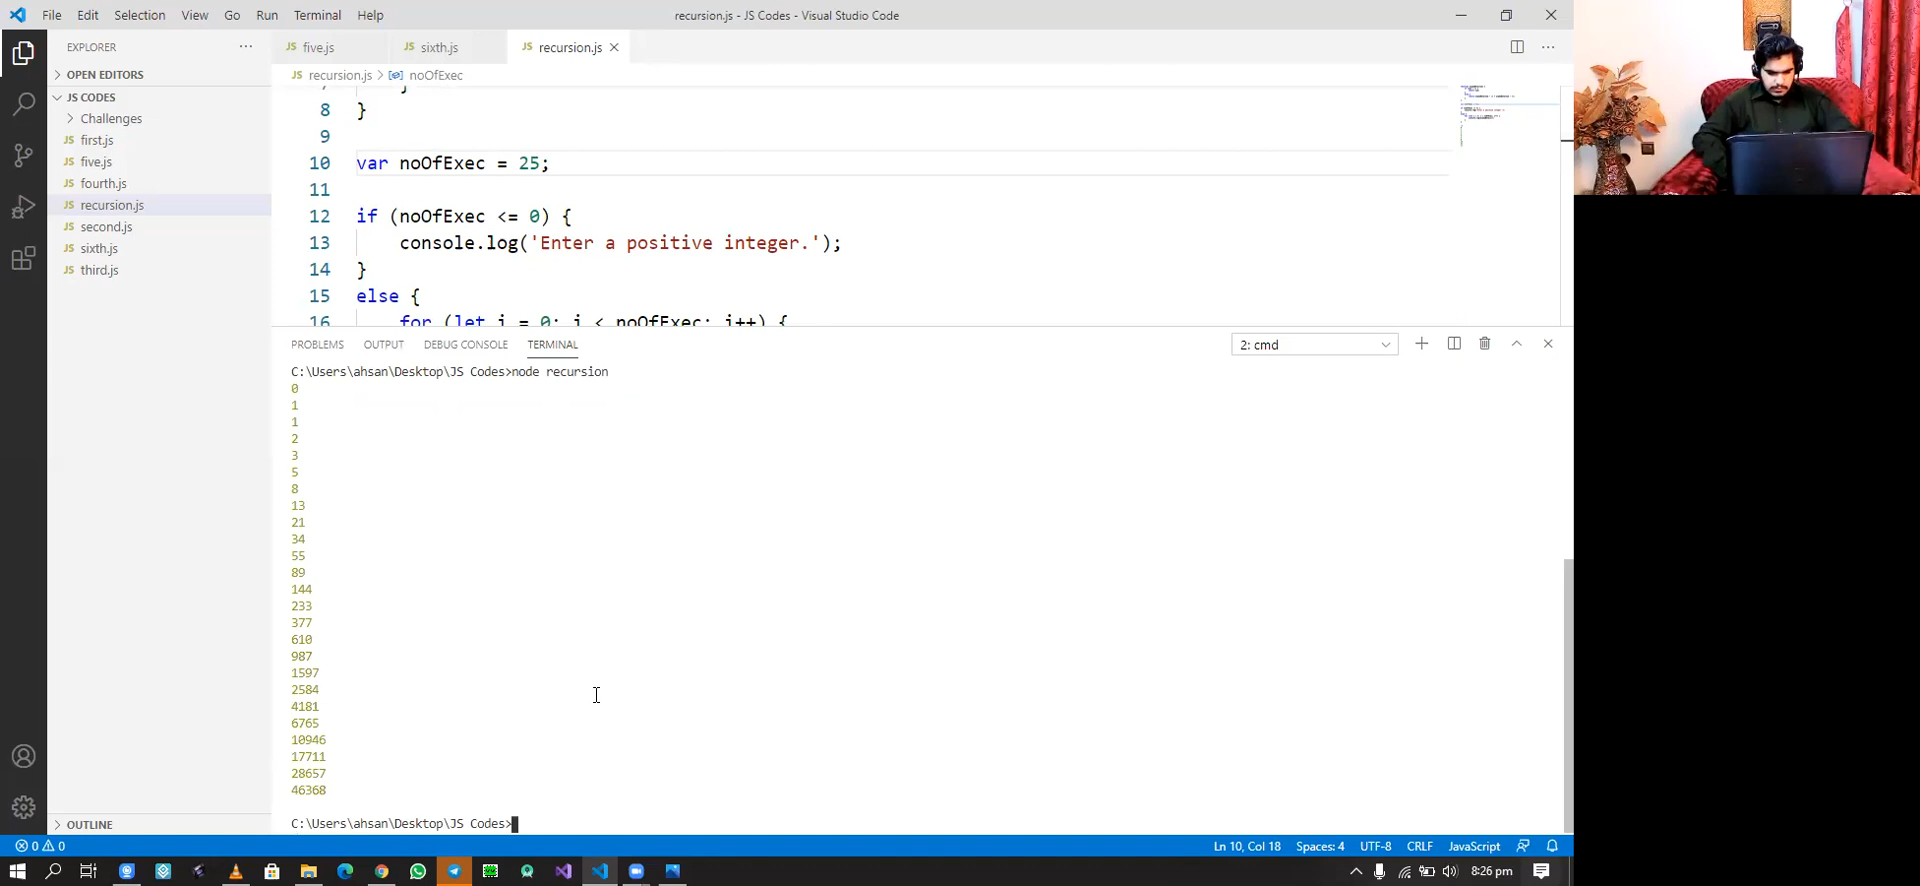 File Edit Selection View Go Run Terminal Help
recursion.js - JS Codes - Visual Studio Code
EXPLORER
OPEN EDITORS
JS CODES
Challenges
JS first.js
JS five.js
JS fourth.js
JS recursion.js
JS second.js
JS sixth.js
JS third.js
OUTLINE
JS five.js JS sixth.js JS recursion.js
JS recursion.js > noOfExec
8 }
9
10 var noOfExec = 25;
11
12 if (noOfExec <= 0) {
13 console.log('Enter a positive integer.');
14 }
15 else {
16 for (let i = 0; i < noOfExec; i++) {
PROBLEMS OUTPUT DEBUG CONSOLE TERMINAL
2: cmd
C:\Users\ahsan\Desktop\JS Codes>node recursion
0
1
1
2
3
5
8
13
21
34
55
89
144
233
377
610
987
1597
2584
4181
6765
10946
17711
28657
46368
C:\Users\ahsan\Desktop\JS Codes>
0 0
Ln 10, Col 18 Spaces: 4 UTF-8 CRLF JavaScript
8:26 pm